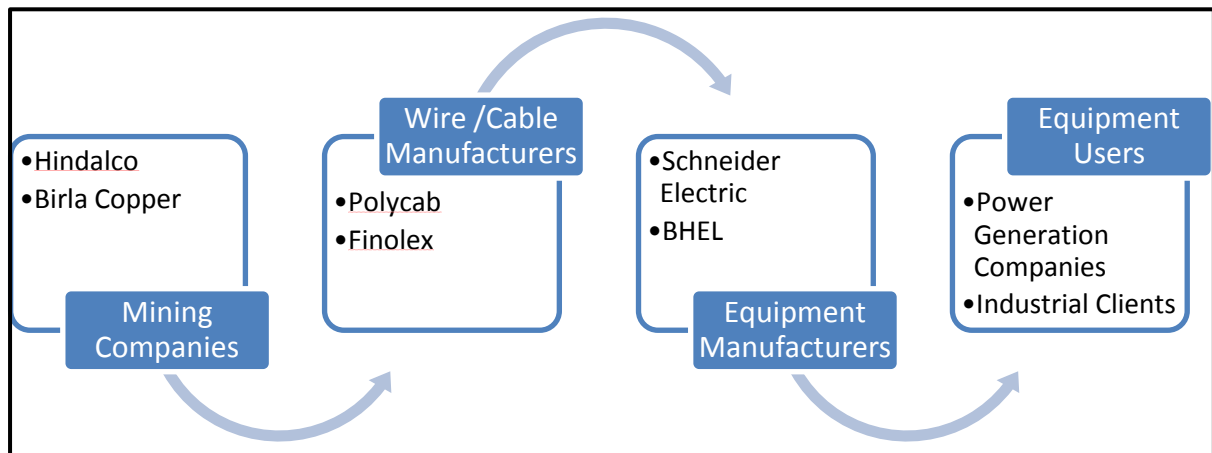 •Hindalco
•Birla Copper
Mining
Companies
Wire /Cable
Manufacturers
•Polycab
•Finolex
•Schneider
Electric
•BHEL
Equipment
Manufacturers
Equipment
Users
•Power
Generation
Companies
•Industrial Clients